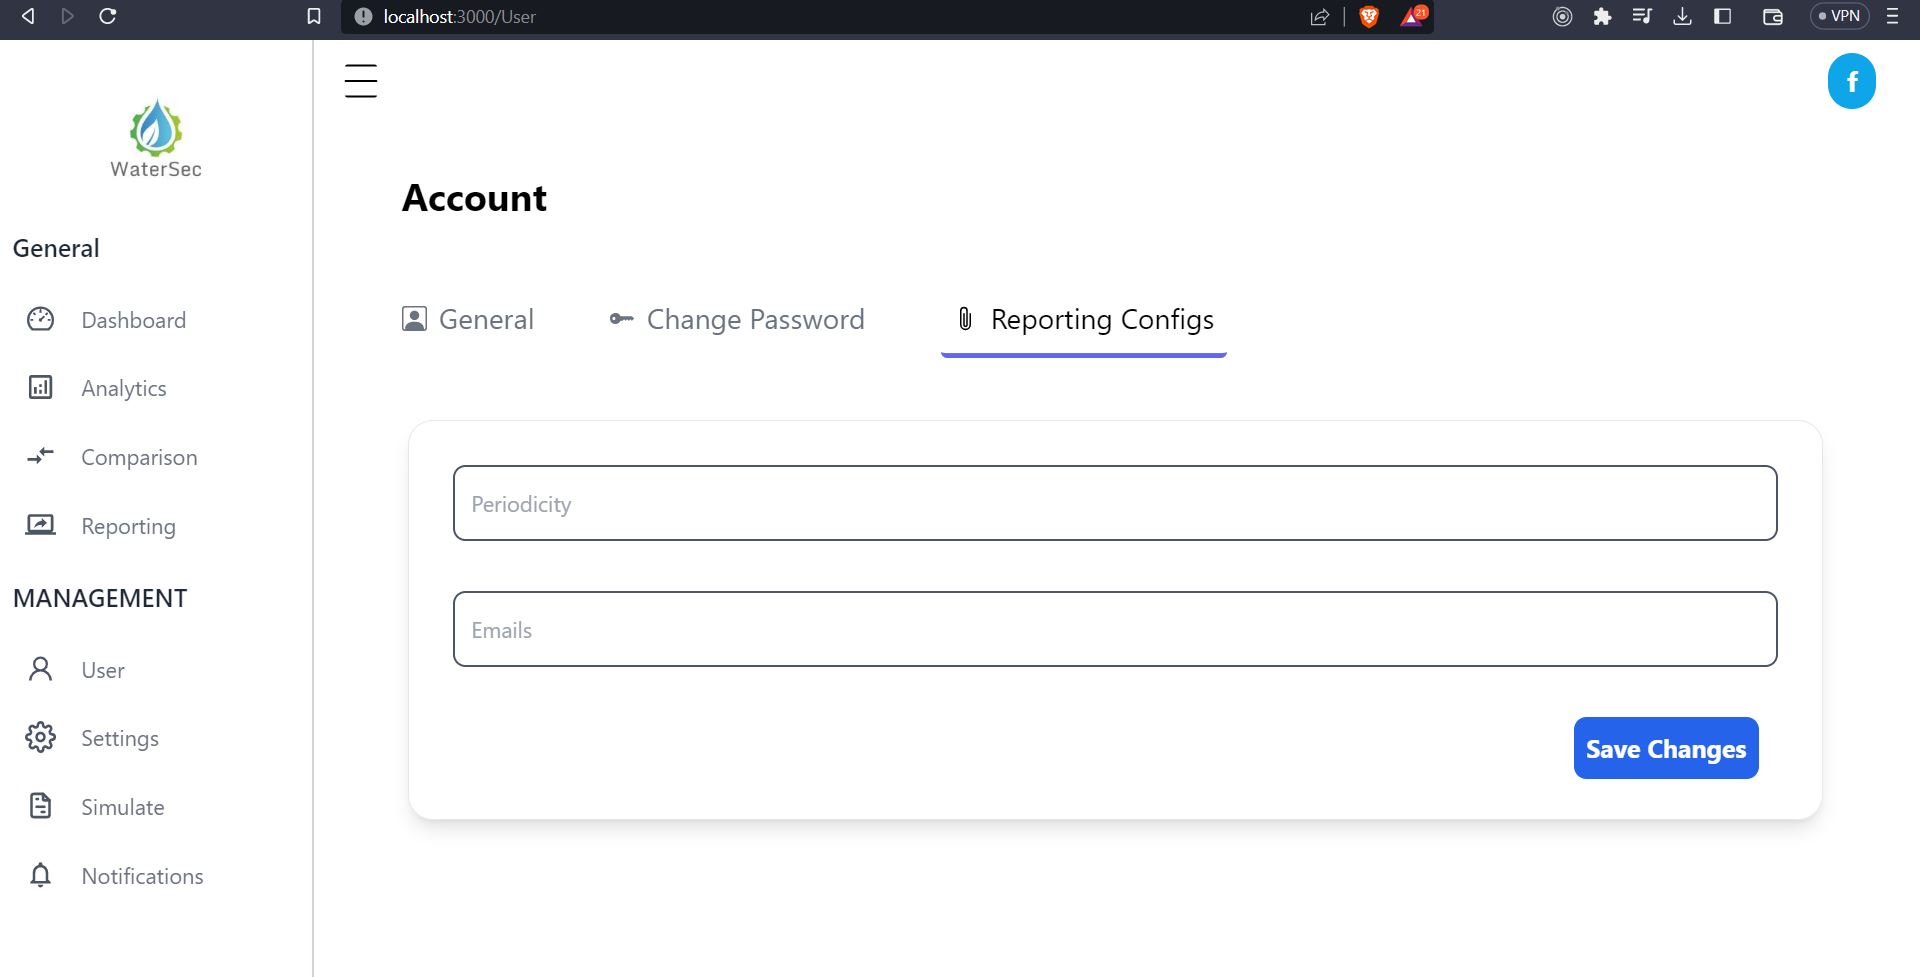 localhost:3000/User
21
VPN
f
WaterSec
Account
General
General
Change Password
Reporting Configs
Dashboard
Analytics
Comparison
Reporting
Periodicity
Emails
Save Changes
MANAGEMENT
User
Settings
Simulate
Notifications